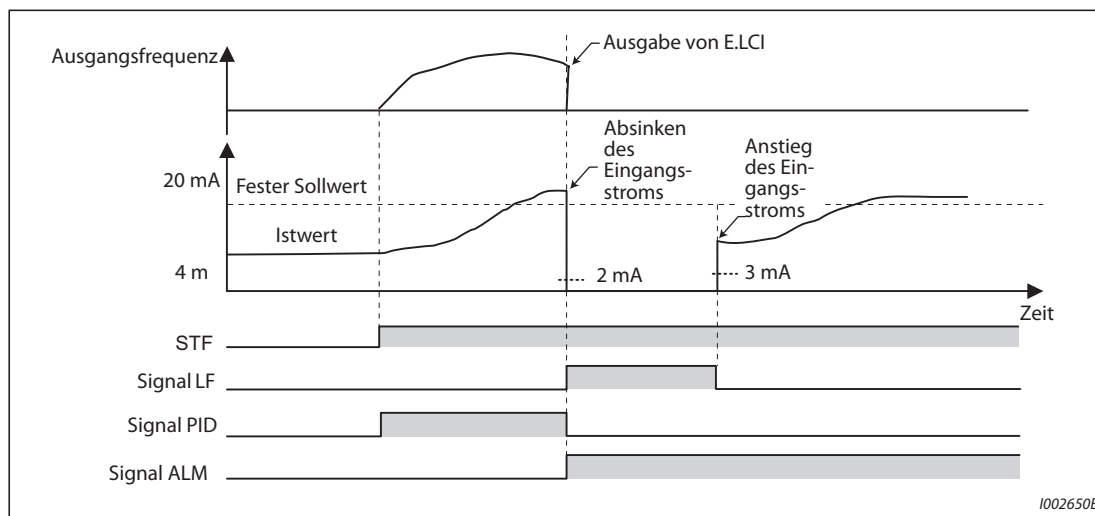 Ausgangsfrequenz
Ausgabe von E.LCI
Absinken
des
Eingangs-
stroms
Anstieg
des Ein-
gangs-
stroms
20 mA
Fester Sollwert
Istwert
4 m
2 mA
3 mA
Zeit
STF
Signal LF
Signal PID
Signal ALM
I002650E